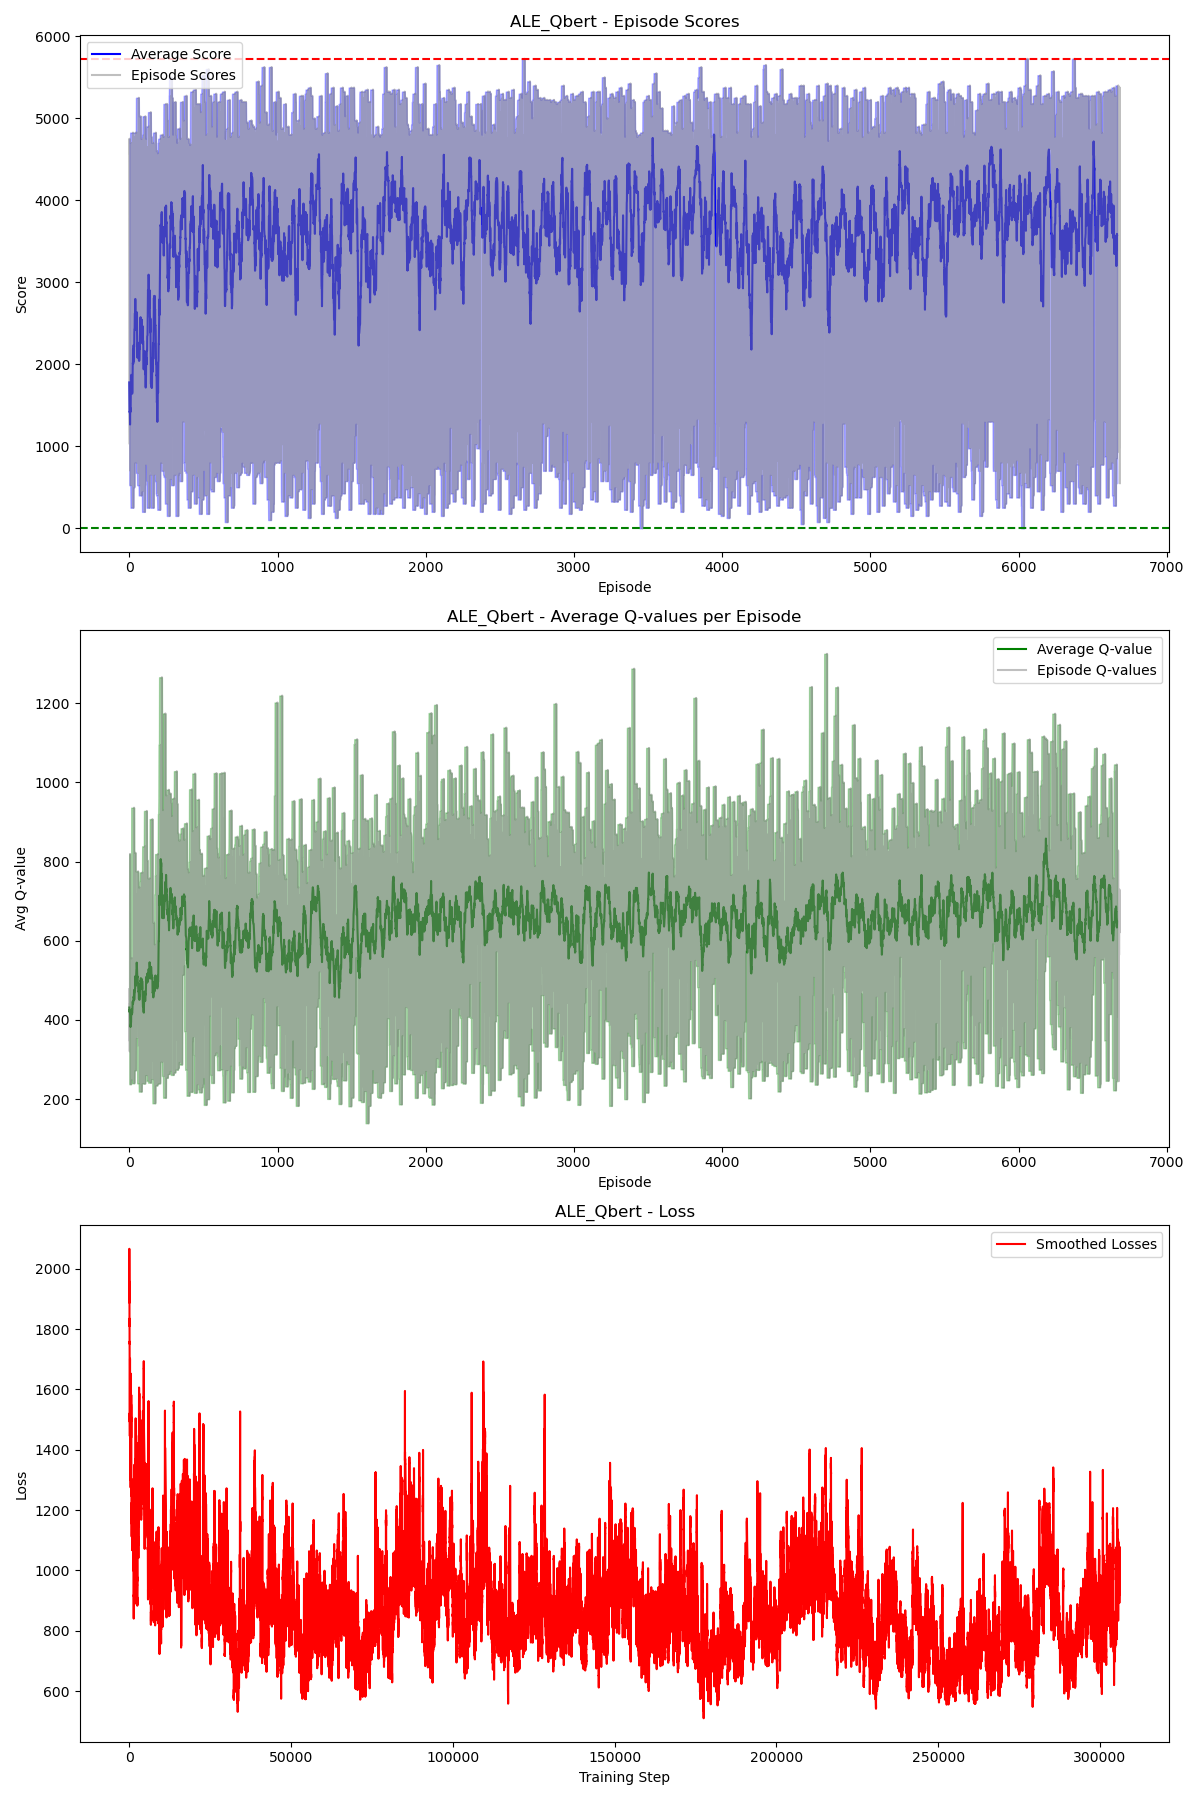 ALE_Qbert - Episode Scores
Average Score
Episode Scores
6000
5000
4000
3000
2000
1000
0
Score
0 1000 2000 3000 4000 5000 6000 7000
Episode
ALE_Qbert - Average Q-values per Episode
Average Q-value
Episode Q-values
1200
1000
800
600
400
200
Avg Q-value
0 1000 2000 3000 4000 5000 6000 7000
Episode
ALE_Qbert - Loss
Smoothed Losses
2000
1800
1600
1400
1200
1000
800
600
Loss
0 50000 100000 150000 200000 250000 300000
Training Step